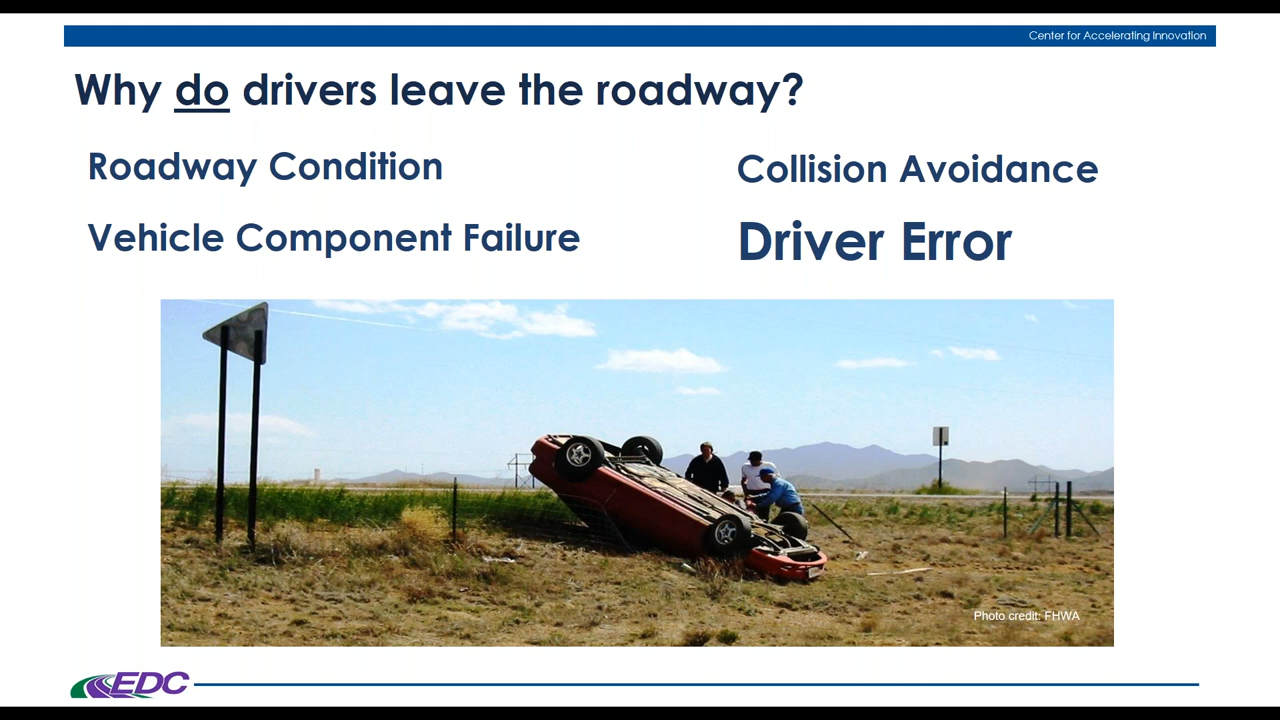 Center for Accelerating Innovation
Why do drivers leave the roadway?
Roadway Condition
Collision Avoidance
Vehicle Component Failure
Driver Error
Photo credit: FHWA
EDC